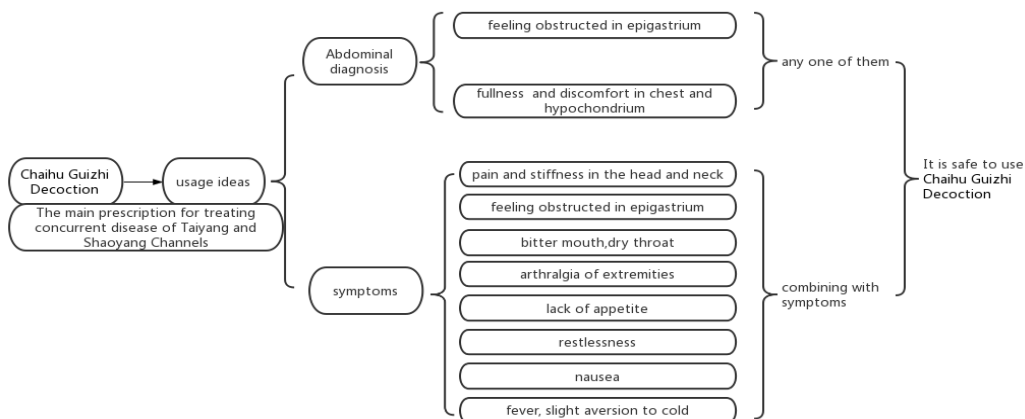 feeling obstructed in epigastrium
Abdominal
diagnosis
any one of them
fullness and discomfort in chest and
hypochondrium
Chaihu Guizhi
Decoction
usage ideas
The main prescription for treating
concurrent disease of Taiyang and
Shaoyang Channels
pain and stiffness in the head and neck
feeling obstructed in epigastrium
bitter mouth,dry throat
arthralgia of extremities
symptoms
lack of appetite
restlessness
nausea
fever, slight aversion to cold
combining with
symptoms
It is safe to use
Chaihu Guizhi
Decoction